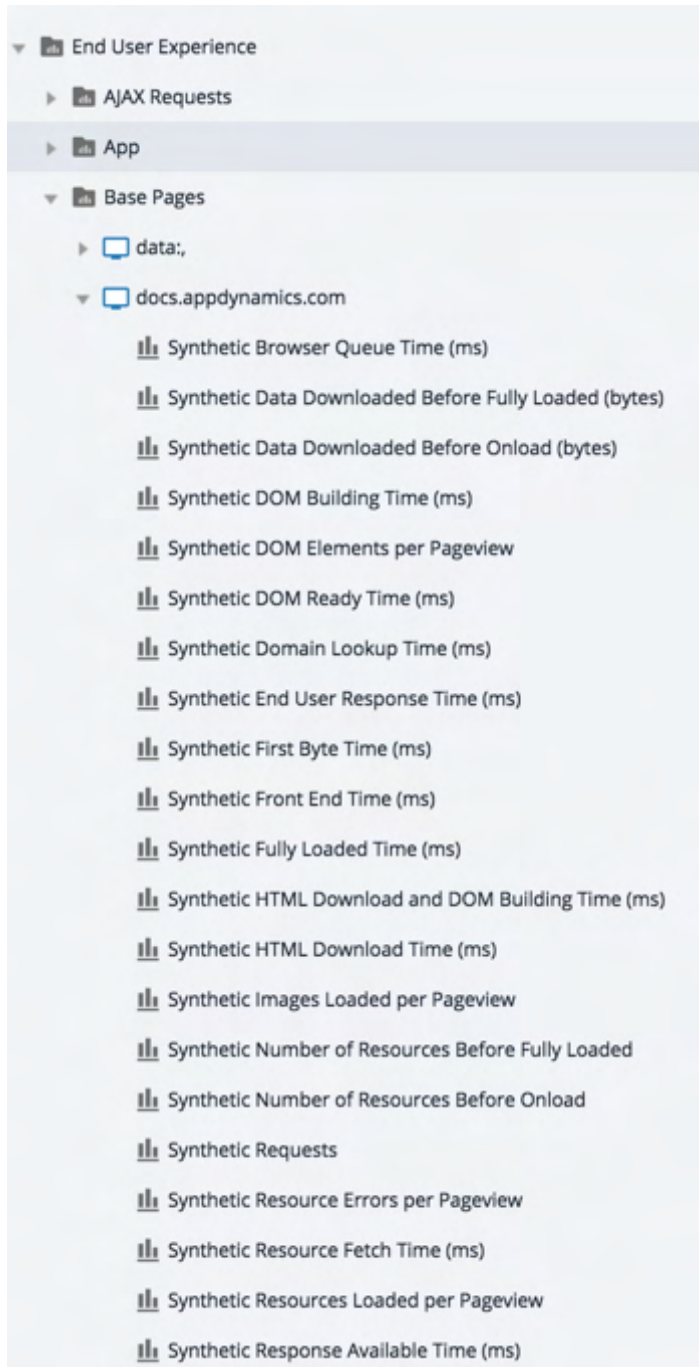 End User Experience
AJAX Requests
App
Base Pages
data:,
docs.appdynamics.com
Synthetic Browser Queue Time (ms)
Synthetic Data Downloaded Before Fully Loaded (bytes)
Synthetic Data Downloaded Before Onload (bytes)
Synthetic DOM Building Time (ms)
Synthetic DOM Elements per Pageview
Synthetic DOM Ready Time (ms)
Synthetic Domain Lookup Time (ms)
Synthetic End User Response Time (ms)
Synthetic First Byte Time (ms)
Synthetic Front End Time (ms)
Synthetic Fully Loaded Time (ms)
Synthetic HTML Download and DOM Building Time (ms)
Synthetic HTML Download Time (ms)
Synthetic Images Loaded per Pageview
Synthetic Number of Resources Before Fully Loaded
Synthetic Number of Resources Before Onload
Synthetic Requests
Synthetic Resource Errors per Pageview
Synthetic Resource Fetch Time (ms)
Synthetic Resources Loaded per Pageview
Synthetic Response Available Time (ms)